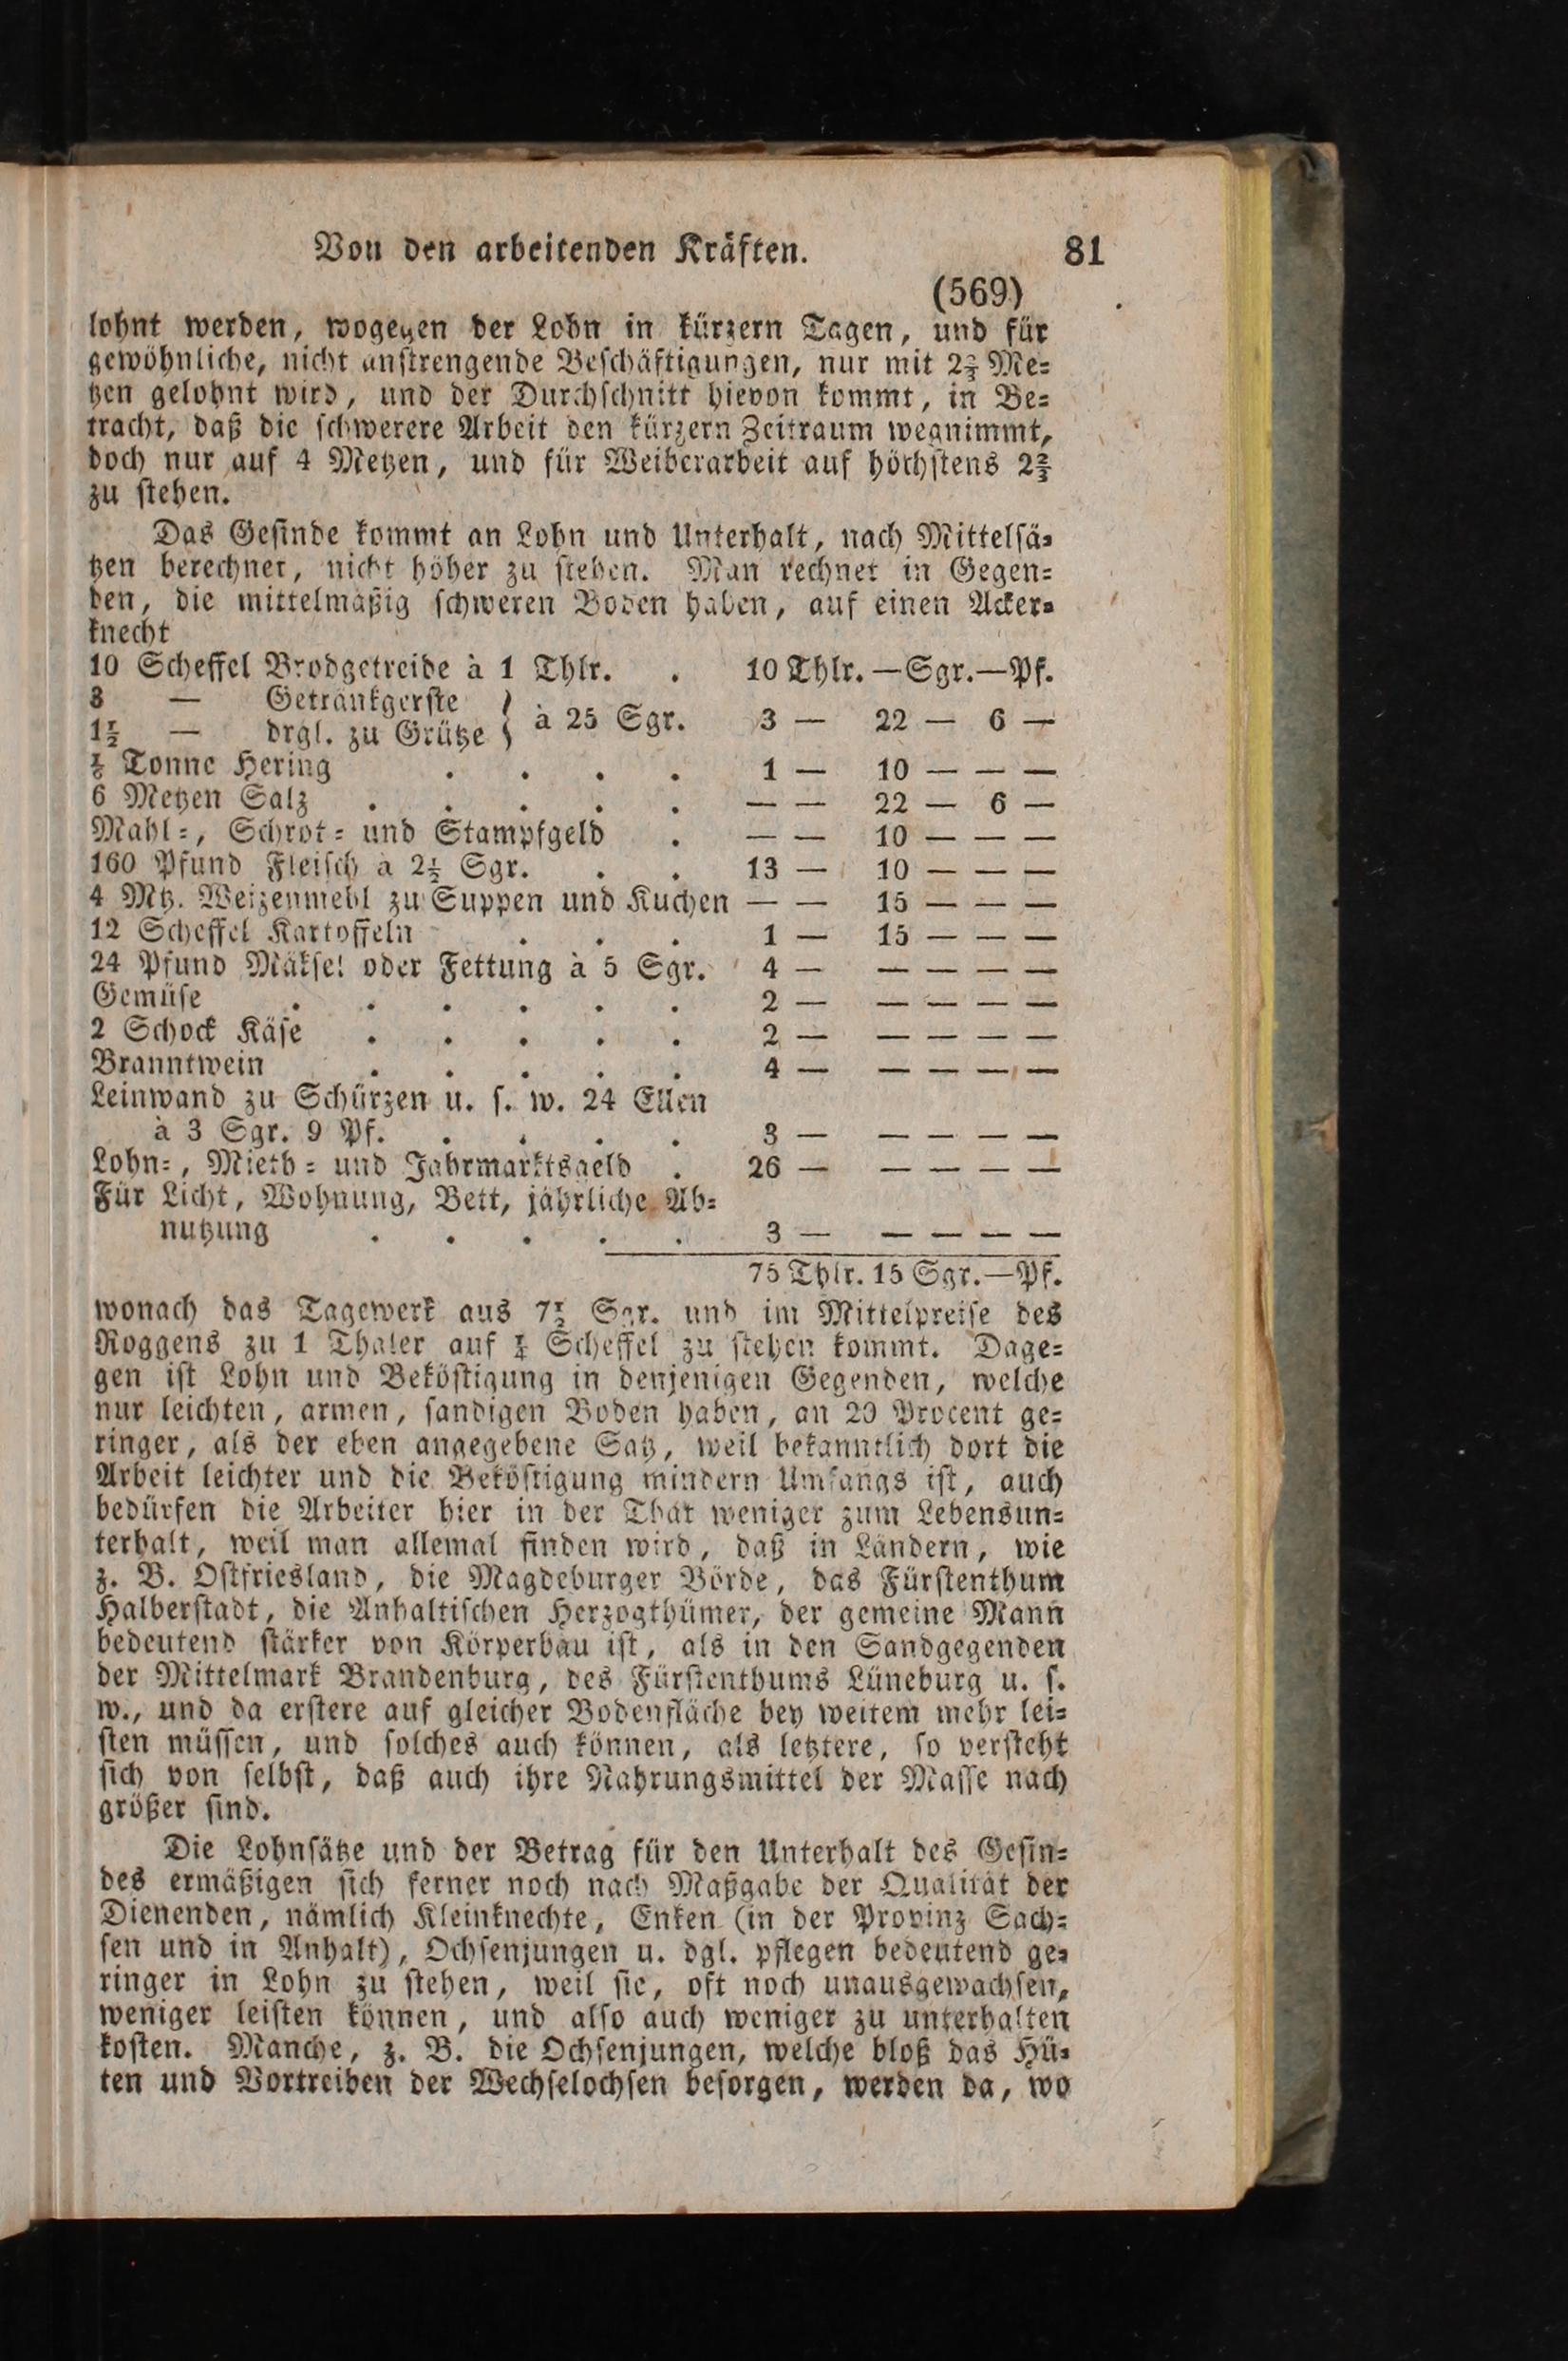 Von den arbeitenden Kräften. 81
(569)
lohnt werden, wogegen der Lohn in kürzern Tagen, und für
gewöhnliche, nicht anstrengende Beschäftigungen, nur mit 2⅔ Me=
tzen gelohnt wird, und der Durchschnitt hievon kommt, in Be=
tracht, daß die schwerere Arbeit den kürzern Zeitraum wegnimmt,
doch nur auf 4 Metzen, und für Weiberarbeit auf höchstens 2⅔
zu stehen.
Das Gesinde kommt an Lohn und Unterhalt, nach Mittelsä=
tzen berechnet, nicht höher zu stehen. Man rechnet in Gegen=
den, die mittelmäßig schweren Boden haben, auf einen Acker=
knecht
10 Scheffel Brodgetreide à 1 Thlr. . 10 Thlr. — Sgr. — Pf.
3 — Getränkgerste } à 25 Sgr. 3 — 22 — 6 —
1½ — drgl. zu Grütze
Tonne Hering . . . . 1 — 10 — — —
6 Metzen Salz . . . . . — — 22 — 6 —
Mahl=, Schrot= und Stampfgeld . — — 10 — — —
160 Pfund Fleisch à 2½ Sgr. . . 13 — 10 — — —
4 Mtz. Weizenmehl zu Suppen und Kuchen — — 15 — — —
12 Scheffel Kartoffeln . . . 1 — 15 — — —
24 Pfund Mäksel oder Fettung à 5 Sgr. 4 — — — — —
Gemüse . . . . . . 2 — — — — —
2 Schock Käse . . . . . 2 — — — — —
Branntwein . . . . . 4 — — — — —
Leinwand zu Schürzen u. s. w. 24 Ellen
à 3 Sgr. 9 Pf. . . . . 3 — — — — —
Lohn=, Mieth= und Jahrmarktsgeld . 26 — — — — —
Für Licht, Wohnung, Bett, jährliche Ab=
nutzung . . . . . 3 — — — — —
75 Thlr. 15 Sgr. — Pf.
wonach das Tagewerk aus 7½ Sgr. und im Mittelpreise des
Roggens zu 1 Thaler auf ¼ Scheffel zu stehen kommt. Dage=
gen ist Lohn und Beköstigung in denjenigen Gegenden, welche
nur leichten, armen, sandigen Boden haben, an 20 Procent ge=
ringer, als der eben angegebene Satz, weil bekanntlich dort die
Arbeit leichter und die Beköstigung mindern Umfangs ist, auch
bedürfen die Arbeiter hier in der That weniger zum Lebensun=
terhalt, weil man allemal finden wird, daß in Ländern, wie
z. B. Ostfriesland, die Magdeburger Börde, das Fürstenthum
Halberstadt, die Anhaltischen Herzogthümer, der gemeine Mann
bedeutend stärker von Körperbau ist, als in den Sandgegenden
der Mittelmark Brandenburg, des Fürstenthums Lüneburg u. s.
w., und da erstere auf gleicher Bodenfläche bey weitem mehr lei=
sten müssen, und solches auch können, als letztere, so versteht
sich von selbst, daß auch ihre Nahrungsmittel der Masse nach
größer sind.
Die Lohnsätze und der Betrag für den Unterhalt des Gesin=
des ermäßigen sich ferner noch nach Maßgabe der Qualität der
Dienenden, nämlich Kleinknechte, Enken (in der Provinz Sach=
sen und in Anhalt), Ochsenjungen u. dgl. pflegen bedeutend ge=
ringer in Lohn zu stehen, weil sie, oft noch unausgewachsen,
weniger leisten können, und also auch weniger zu unterhalten
kosten. Manche, z. B. die Ochsenjungen, welche bloß das Hü=
ten und Vortreiben der Wechselochsen besorgen, werden da, wo